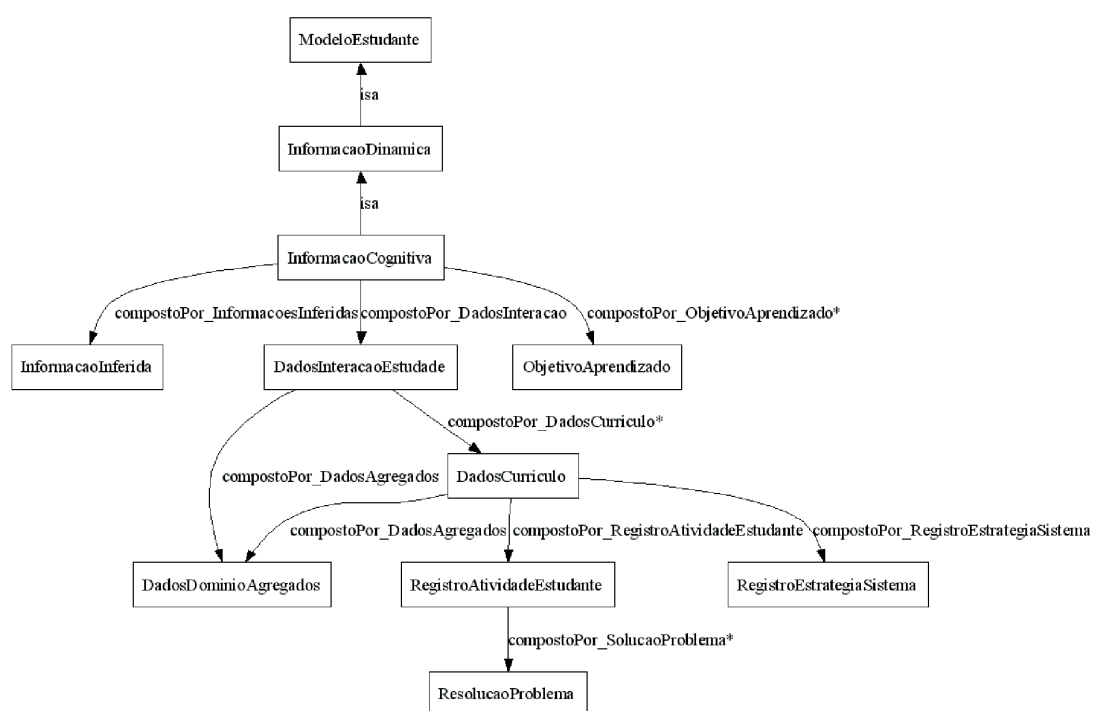 ModeloEstudante
isa
InformacaoDinamica
isa
InformacaoCognitiva
compostoPor_InformacoesInferidas
compostoPor_DadosInteracao
compostoPor_ObjetivoAprendizado*
InformacaoInferida
DadosInteracaoEstudade
ObjetivoAprendizado
compostoPor_DadosCurriculo*
compostoPor_DadosAgregados
DadosCurriculo
compostoPor_DadosAgregados
compostoPor_RegistroAtividadeEstudante
compostoPor_RegistroEstrategiaSistema
DadosDominioAgregados
RegistroAtividadeEstudante
RegistroEstrategiaSistema
compostoPor_SolucaoProblema*
ResolucaoProblema